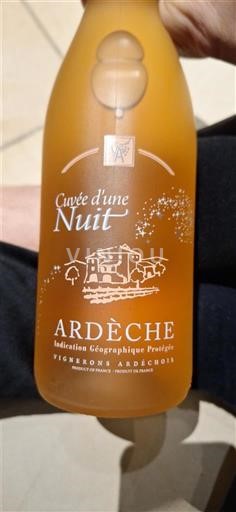 Cuvée d'une
Nuit
ARDÈCHE
Indication Géographique Protégée
VIGNERONS ARDÉCHOIS
PRODUCT OF FRANCE - PRODUIT DE FRANCE